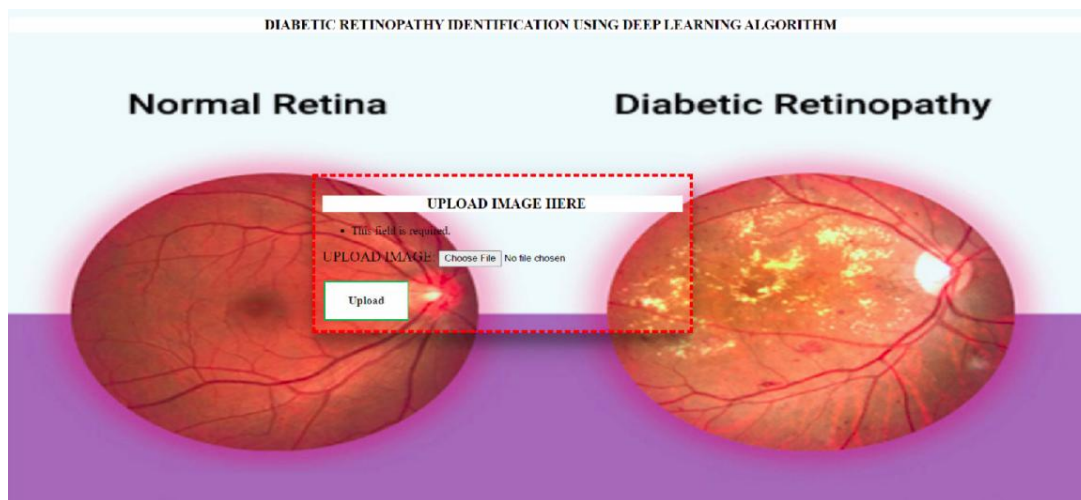 DIABETIC RETINOPATHY IDENTIFICATION USING DEEP LEARNING ALGORITHM
Normal Retina
Diabetic Retinopathy
UPLOAD IMAGE HERE
• This field is required.
UPLOAD IMAGE: Choose File No file chosen
Upload